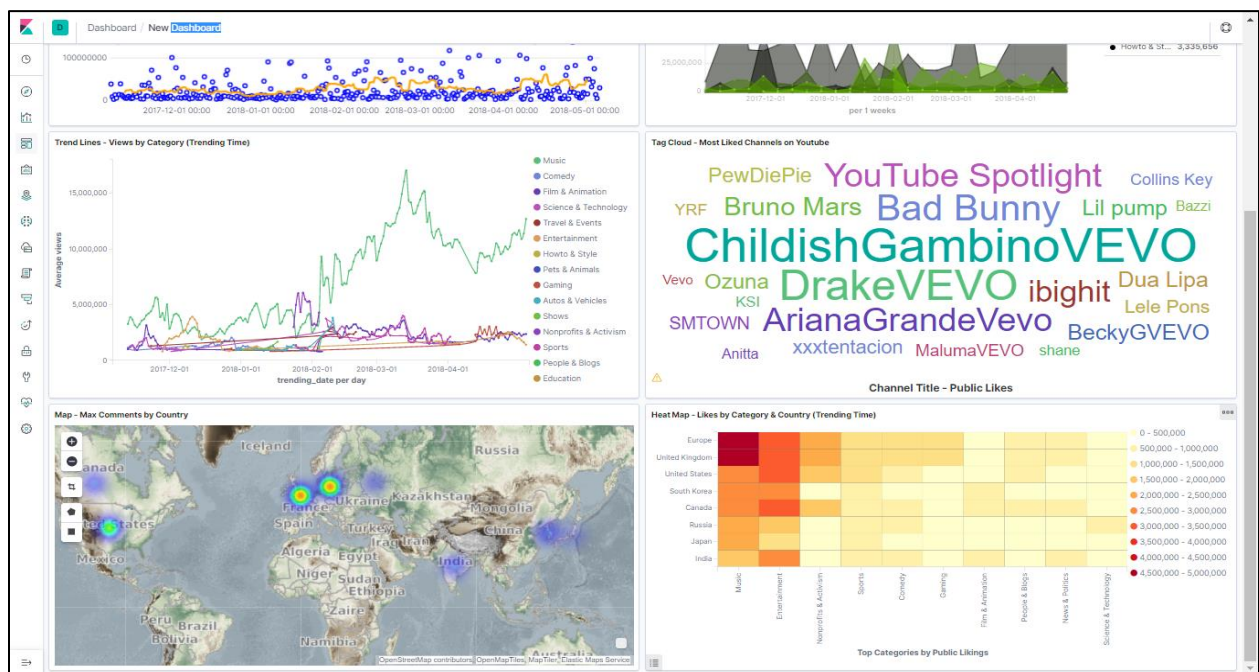 D Dashboard / New Dashboard
100000000
0
2017-12-01 00:00 2018-01-01 00:00 2018-02-01 00:00 2018-03-01 00:00 2018-04-01 00:00 2018-05-01 00:00
Howto & St... 3,335,656
25,000,000
0
2017-12-01 2018-01-01 2018-02-01 2018-03-01 2018-04-01
per 1 weeks
Trend Lines - Views by Category (Trending Time)
15,000,000
10,000,000
5,000,000
0
Average views
2017-12-01 2018-01-01 2018-02-01 2018-03-01 2018-04-01
trending_date per day
Music
Comedy
Film & Animation
Science & Technology
Travel & Events
Entertainment
Howto & Style
Pets & Animals
Gaming
Autos & Vehicles
Shows
Nonprofits & Activism
Sports
People & Blogs
Education
Tag Cloud - Most Liked Channels on Youtube
PewDiePie YouTube Spotlight Collins Key
YRF Bruno Mars Bad Bunny Lil pump Bazzi
ChildishGambinoVEVO
Vevo Ozuna DrakeVEVO ibighit Dua Lipa
KSI Lele Pons
SMTOWN ArianaGrandeVevo BeckyGVEVO
Anitta xxxtentacion MalumaVEVO shane
Channel Title - Public Likes
Map - Max Comments by Country
Iceland
Russia
Canada
Ukraine Kazakhstan
France
Mongolia
United States
Spain
Turkey
China
Iraq Iran
Mexico
Algeria Egypt
India
Niger Sudan
Ethiopia
Zaire
Peru Brazil
Bolivia
Namibia
Australia
OpenStreetMap contributors, OpenMapTiles, MapTiler, Elastic Maps Service
Heat Map - Likes by Category & Country (Trending Time)
Europe
United Kingdom
United States
South Korea
Canada
Russia
Japan
India
Music
Entertainment
Nonprofits & Activism
Sports
Comedy
Gaming
Film & Animation
People & Blogs
News & Politics
Science & Technology
Top Categories by Public Likings
0 - 500,000
500,000 - 1,000,000
1,000,000 - 1,500,000
1,500,000 - 2,000,000
2,000,000 - 2,500,000
2,500,000 - 3,000,000
3,000,000 - 3,500,000
3,500,000 - 4,000,000
4,000,000 - 4,500,000
4,500,000 - 5,000,000